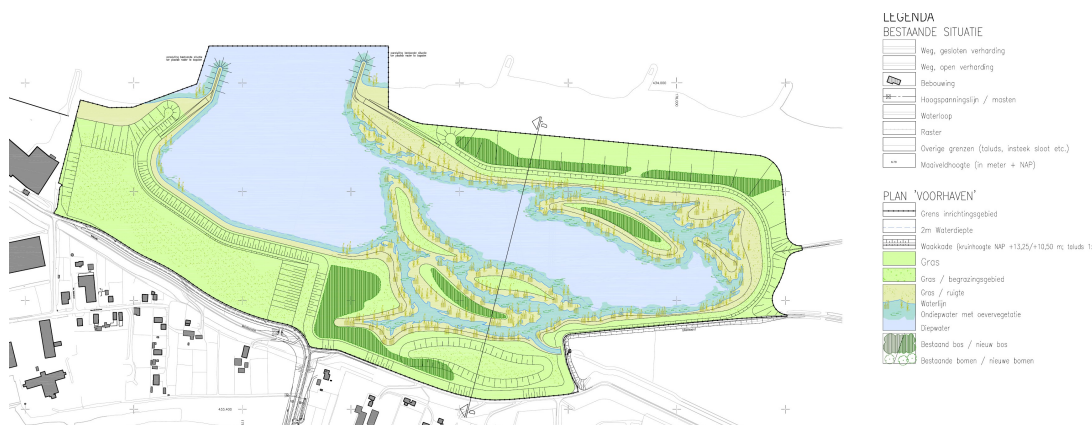 LEGENDA
BESTAANDE SITUATIE
Weg, gesloten verharding
Weg, open verharding
Bebouwing
Hoogspanningslijn / masten
Waterloop
Raster
Overige grenzen (taluds, insteek sloot etc.)
Maaiveldhoogte (in meter + NAP)
PLAN 'VOORHAVEN'
Grens inrichtingsgebied
2m Waterdiepte
Waakkade (kruinhoogte NAP +13,25/+10,50 m; taluds 1:
Gras
Gras / begrazingsgebied
Gras / ruigte
Waterlijn
Ondiepwater met oevervegetatie
Diepwater
Bestaand bos / nieuw bos
Bestaande bomen / nieuwe bomen